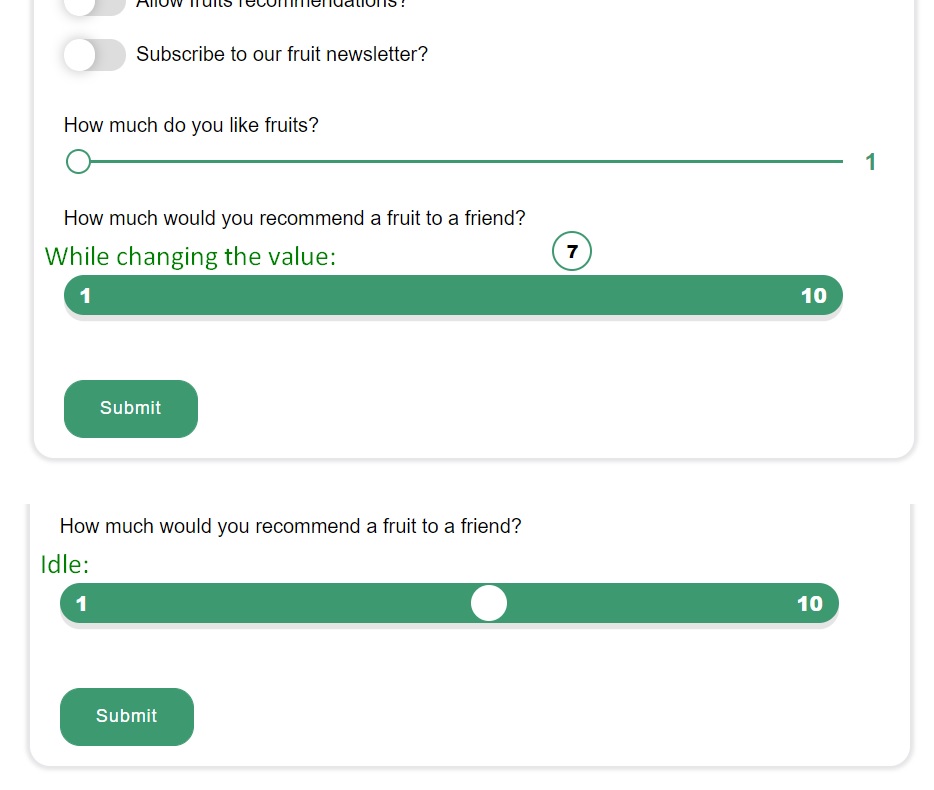 Allow fruits recommendations?
Subscribe to our fruit newsletter?
How much do you like fruits?
1
How much would you recommend a fruit to a friend?
While changing the value:
7
1 10
Submit
How much would you recommend a fruit to a friend?
Idle:
1 10
Submit